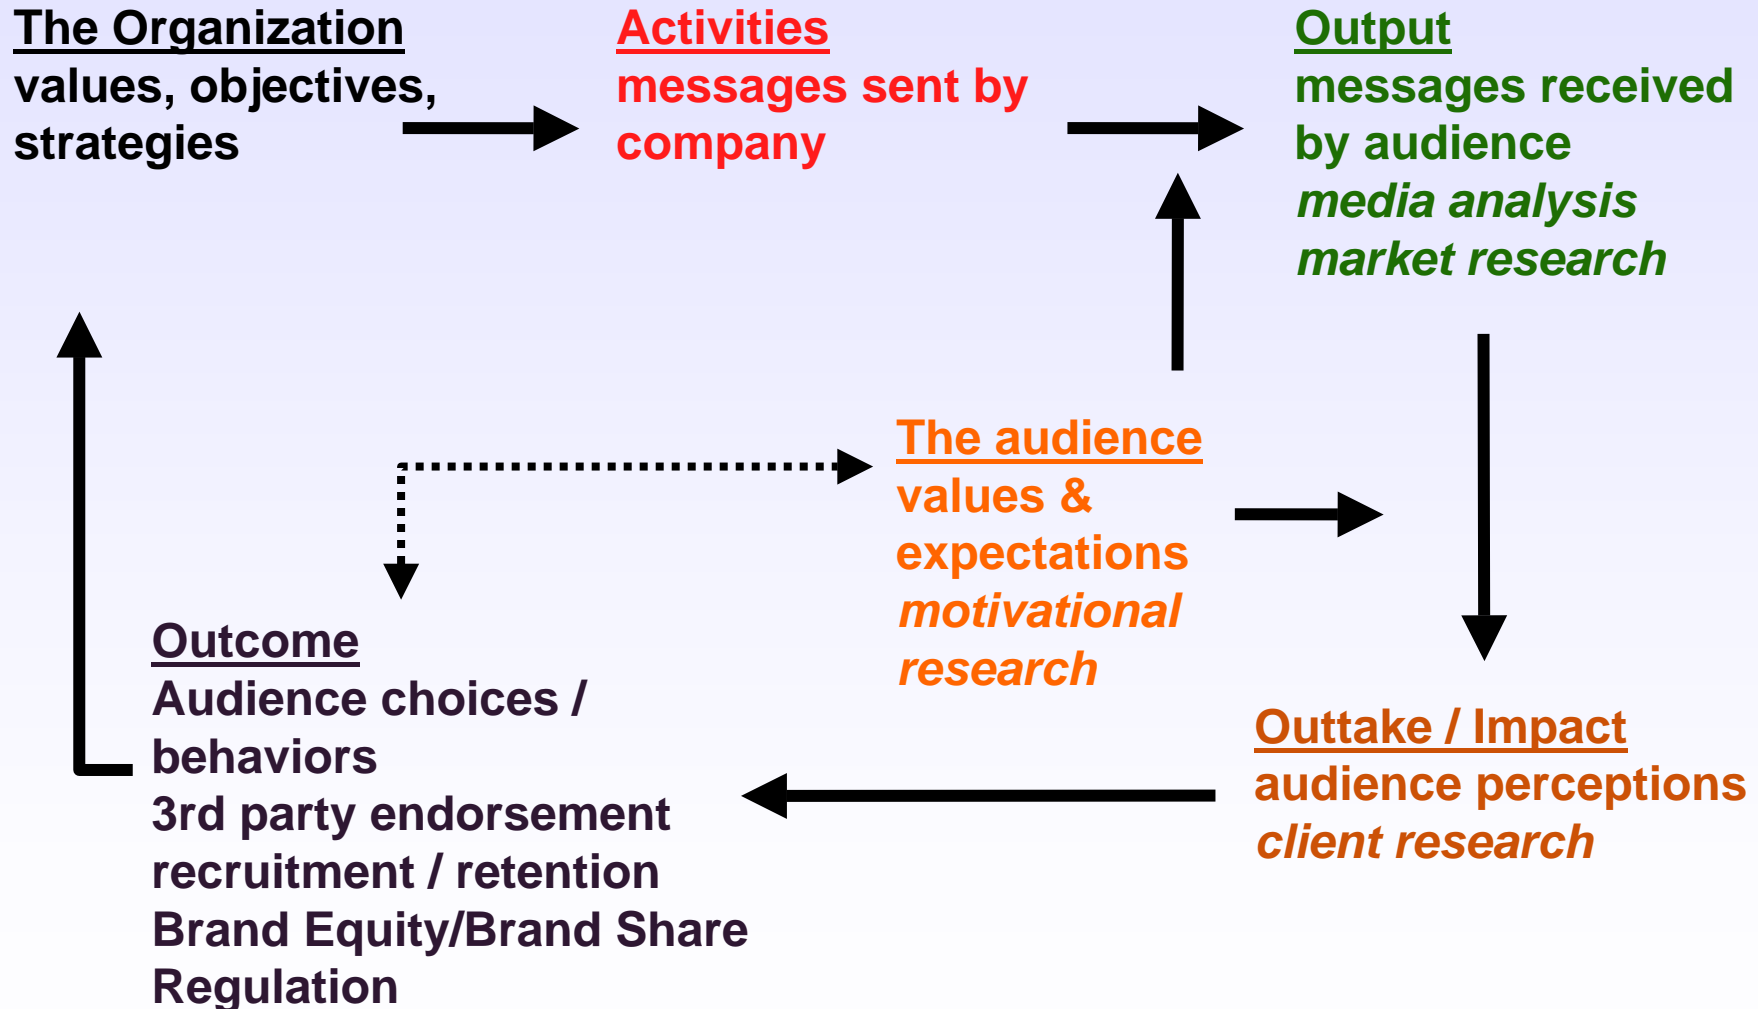 The Organization
values, objectives,
strategies
Activities
messages sent by
company
Output
messages received
by audience
media analysis
market research
The audience
values &
expectations
motivational
research
Outtake / Impact
audience perceptions
client research
Outcome
Audience choices /
behaviors
3rd party endorsement
recruitment / retention
Brand Equity/Brand Share
Regulation